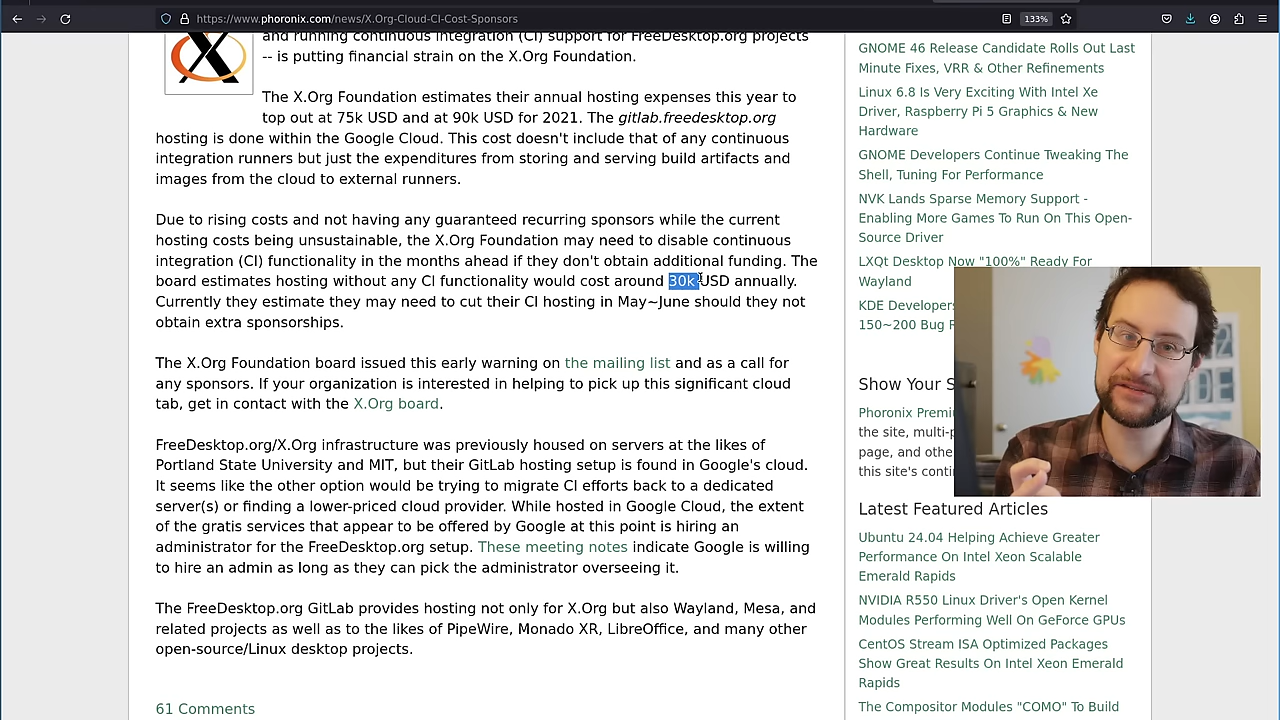 https://www.phoronix.com/news/X.Org-Cloud-CI-Cost-Sponsors
133%
and running continuous integration (CI) support for FreeDesktop.org projects
-- is putting financial strain on the X.Org Foundation.
The X.Org Foundation estimates their annual hosting expenses this year to
top out at 75k USD and at 90k USD for 2021. The gitlab.freedesktop.org
hosting is done within the Google Cloud. This cost doesn't include that of any continuous
integration runners but just the expenditures from storing and serving build artifacts and
images from the cloud to external runners.
Due to rising costs and not having any guaranteed recurring sponsors while the current
hosting costs being unsustainable, the X.Org Foundation may need to disable continuous
integration (CI) functionality in the months ahead if they don't obtain additional funding. The
board estimates hosting without any CI functionality would cost around 30k USD annually.
Currently they estimate they may need to cut their CI hosting in May~June should they not
obtain extra sponsorships.
The X.Org Foundation board issued this early warning on the mailing list and as a call for
any sponsors. If your organization is interested in helping to pick up this significant cloud
tab, get in contact with the X.Org board.
FreeDesktop.org/X.Org infrastructure was previously housed on servers at the likes of
Portland State University and MIT, but their GitLab hosting setup is found in Google's cloud.
It seems like the other option would be trying to migrate CI efforts back to a dedicated
server(s) or finding a lower-priced cloud provider. While hosted in Google Cloud, the extent
of the gratis services that appear to be offered by Google at this point is hiring an
administrator for the FreeDesktop.org setup. These meeting notes indicate Google is willing
to hire an admin as long as they can pick the administrator overseeing it.
The FreeDesktop.org GitLab provides hosting not only for X.Org but also Wayland, Mesa, and
related projects as well as to the likes of PipeWire, Monado XR, LibreOffice, and many other
open-source/Linux desktop projects.
61 Comments
GNOME 46 Release Candidate Rolls Out Last
Minute Fixes, VRR & Other Refinements
Linux 6.8 Is Very Exciting With Intel Xe
Driver, Raspberry Pi 5 Graphics & New
Hardware
GNOME Developers Continue Tweaking The
Shell, Tuning For Performance
NVK Lands Sparse Memory Support -
Enabling More Games To Run On This Open-
Source Driver
LXQt Desktop Now "100%" Ready For
Wayland
KDE Developers
150~200 Bug
Show Your
Phoronix
the site, multi-
page, and othe
this site's
Latest Featured Articles
Ubuntu 24.04 Helping Achieve Greater
Performance On Intel Xeon Scalable
Emerald Rapids
NVIDIA R550 Linux Driver's Open Kernel
Modules Performing Well On GeForce GPUs
CentOS Stream ISA Optimized Packages
Show Great Results On Intel Xeon Emerald
Rapids
The Compositor Modules "COMO" To Build